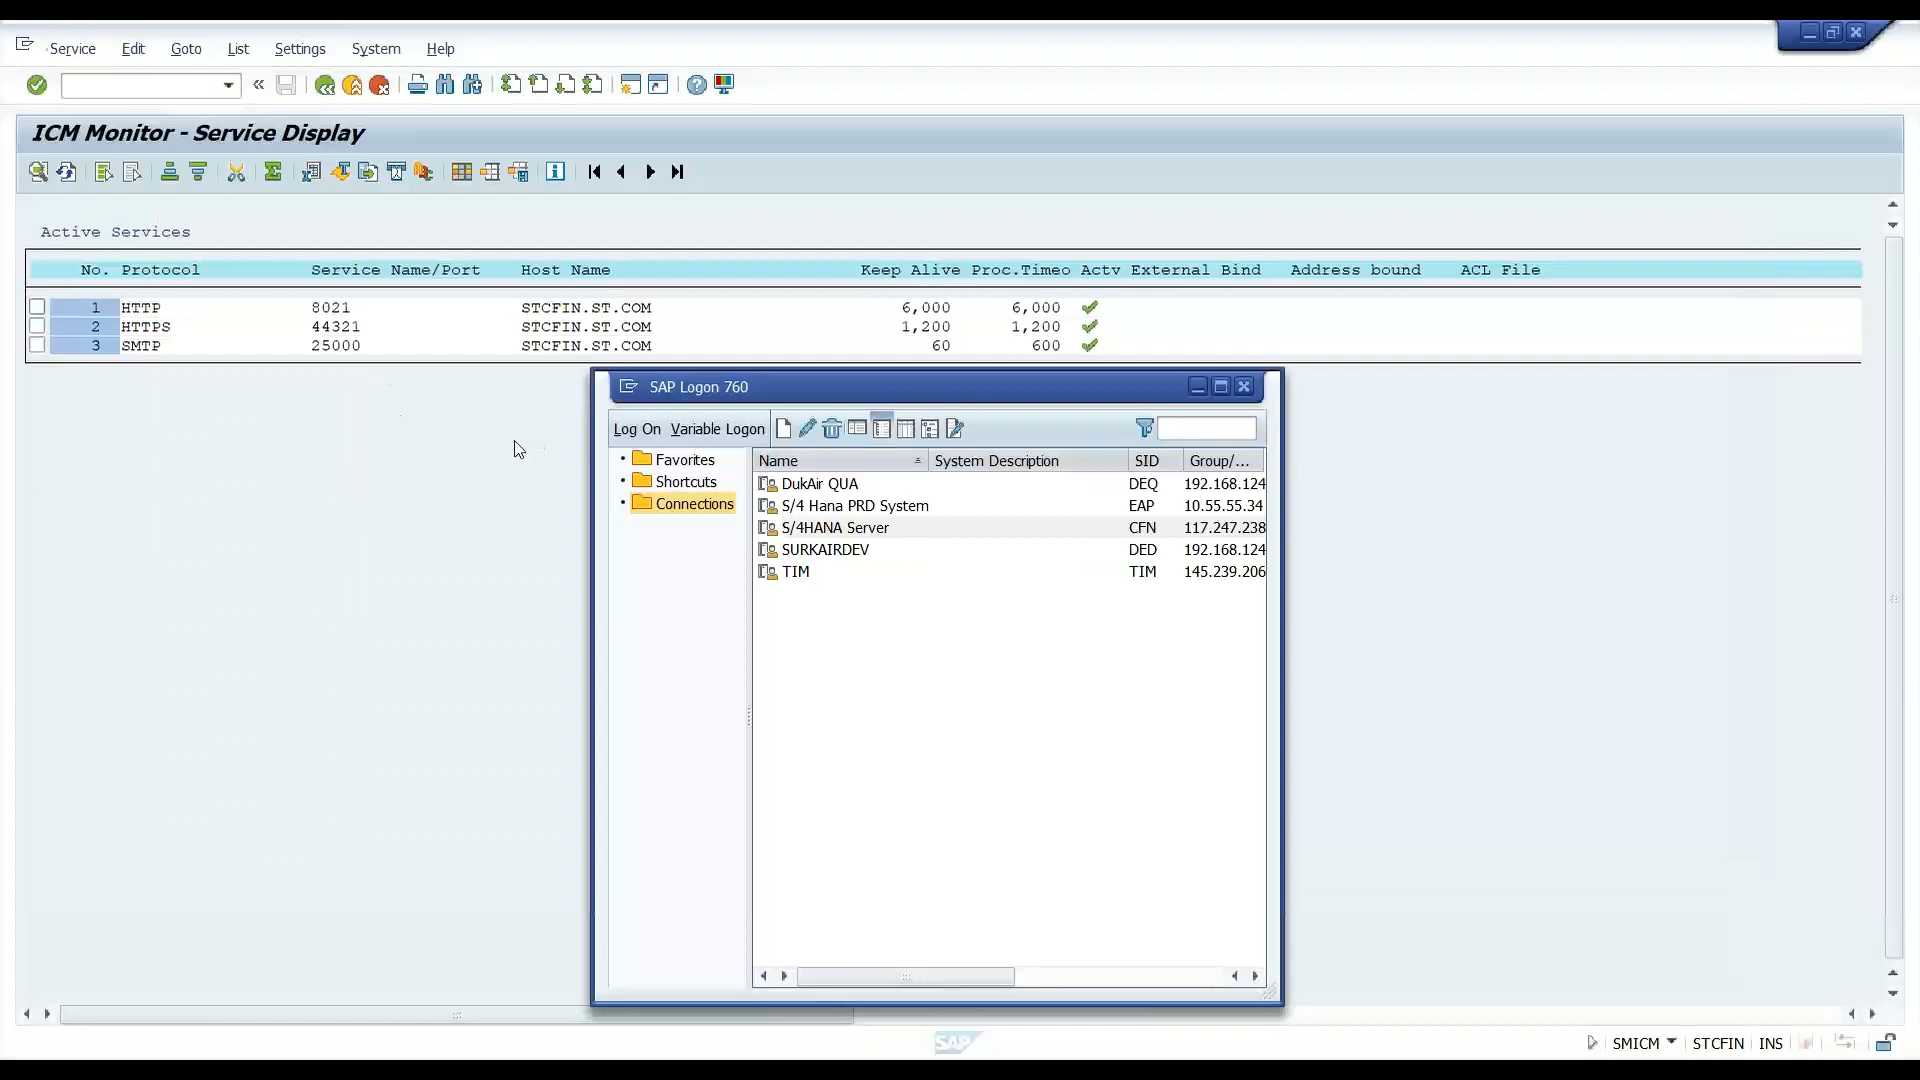 Service Edit Goto List Settings System Help
ICM Monitor - Service Display
Active Services
No. Protocol Service Name/Port Host Name Keep Alive Proc.Timeo Actv External Bind Address bound ACL File
1 HTTP 8021 STCFIN.ST.COM 6,000 6,000
2 HTTPS 44321 STCFIN.ST.COM 1,200 1,200
3 SMTP 25000 STCFIN.ST.COM 60 600
SAP Logon 760
Log On Variable Logon
Favorites
Shortcuts
Connections
Name System Description SID Group/...
DukAir QUA DEQ 192.168.124
S/4 Hana PRD System EAP 10.55.55.34
S/4HANA Server CFN 117.247.238
SURKAIRDEV DED 192.168.124
TIM TIM 145.239.206
SAP
SMICM STCFIN INS